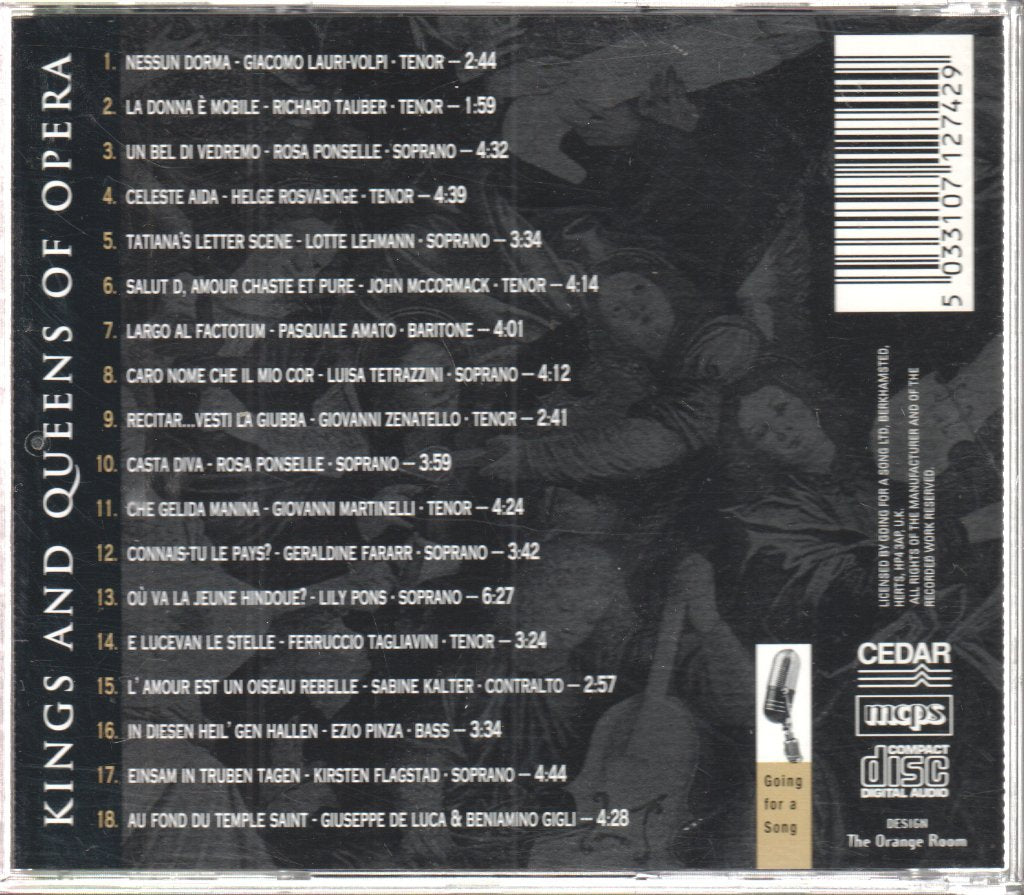 KINGS AND QUEENS OF OPERA
1. NESSUN DORMA - GIACOMO LAURI-VOLPI · TENOR – 2:44
2. LA DONNA È MOBILE - RICHARD TAUBER · TENOR – 1:59
3. UN BEL DI VEDREMO - ROSA PONSELLE · SOPRANO – 4:32
4. CELESTE AIDA - HELGE ROSVAENGE · TENOR – 4:39
5. TATIANA'S LETTER SCENE - LOTTE LEHMANN · SOPRANO – 3:34
6. SALUT D, AMOUR CHASTE ET PURE - JOHN McCORMACK · TENOR – 4:14
7. LARGO AL FACTOTUM - PASQUALE AMATO · BARITONE – 4:01
8. CARO NOME CHE IL MIO COR - LUISA TETRAZZINI · SOPRANO – 4:12
9. RECITAR...VESTI LA GIUBBA - GIOVANNI ZENATELLO · TENOR – 2:41
10. CASTA DIVA - ROSA PONSELLE · SOPRANO – 3:59
11. CHE GELIDA MANINA - GIOVANNI MARTINELLI · TENOR – 4:24
12. CONNAIS-TU LE PAYS? - GERALDINE FARARR · SOPRANO – 3:42
13. OÛ VA LA JEUNE HINDOUE? - LILY PONS · SOPRANO – 6:27
14. E LUCEVAN LE STELLE - FERRUCCIO TAGLIAVINI · TENOR – 3:24
15. L' AMOUR EST UN OISEAU REBELLE - SABINE KALTER - CONTRALTO – 2:57
16. IN DIESEN HEIL' GEN HALLEN - EZIO PINZA · BASS – 3:34
17. EINSAM IN TRUBEN TAGEN - KIRSTEN FLAGSTAD · SOPRANO – 4:44
18. AU FOND DU TEMPLE SAINT - GIUSEPPE DE LUCA & BENIAMINO GIGLI – 4:28
5 033107 127429
LICENSED BY GOING FOR A SONG LTD, BERKHAMSTED,
HERTS, HP4 3AP, U.K.
ALL RIGHTS OF THE MANUFACTURER AND OF THE
RECORDED WORK RESERVED.
CEDAR
mcps
COMPACT
disc
DIGITAL AUDIO
Going
for a
Song
DESIGN
The Orange Room